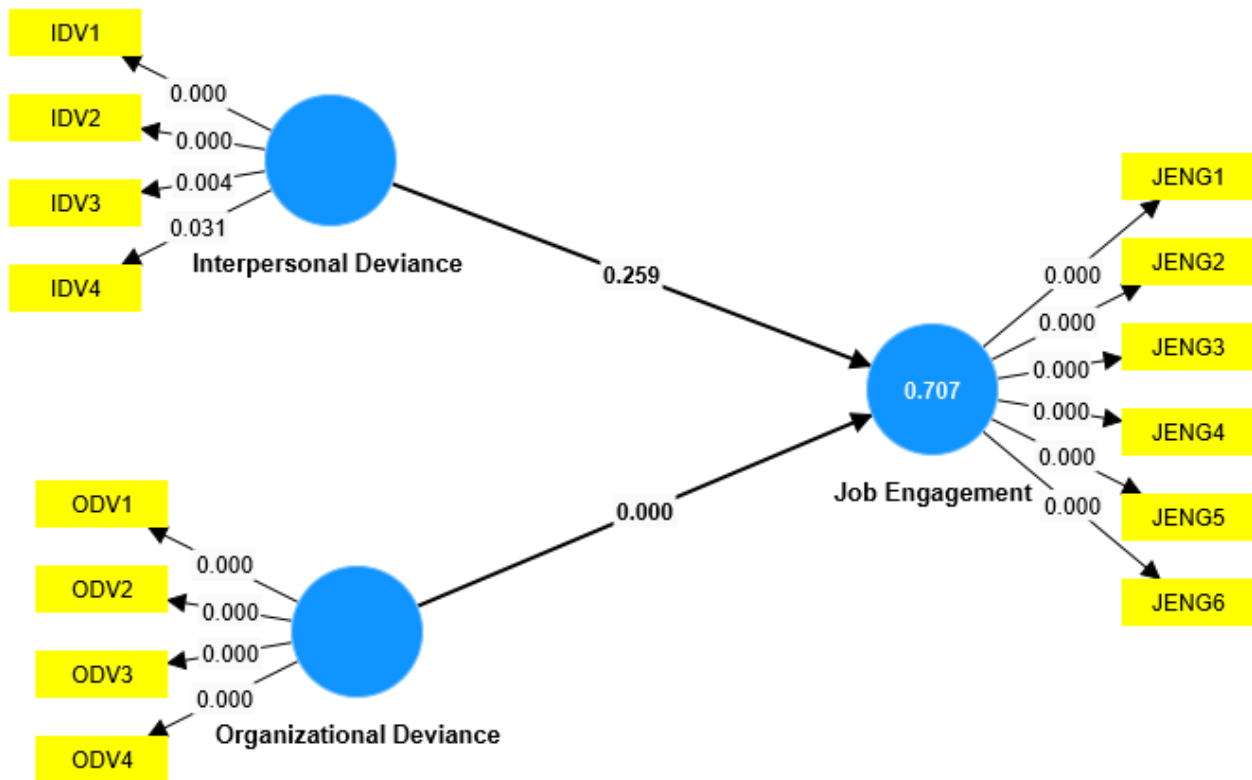 IDV1
0.000
IDV2
0.000
IDV3
0.004
0.031
IDV4
Interpersonal Deviance
0.259
ODV1
0.000
ODV2
0.000
ODV3
0.000
0.000
ODV4
Organizational Deviance
0.000
0.707
Job Engagement
JENG1
0.000
JENG2
0.000
JENG3
0.000
0.000
JENG4
0.000
JENG5
0.000
JENG6